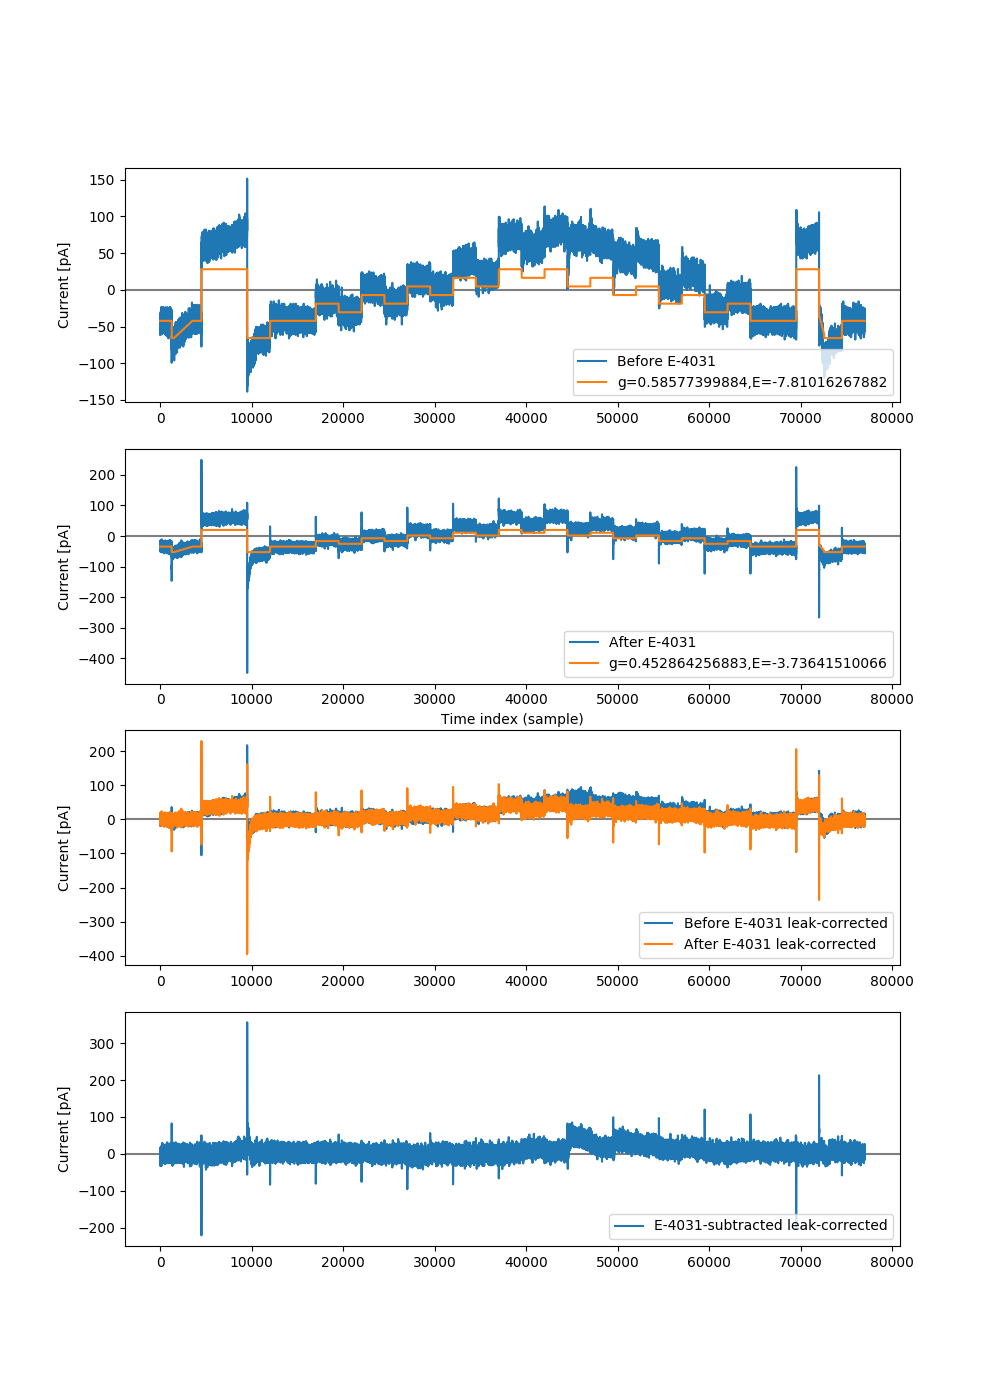 150
100
50
0
−50
−100
−150
Current [pA]
Before E-4031
g=0.58577399884,E=-7.81016267882
0 10000 20000 30000 40000 50000 60000 70000 80000
200
100
0
−100
−200
−300
−400
Current [pA]
After E-4031
g=0.452864256883,E=-3.73641510066
0 10000 20000 30000 40000 50000 60000 70000 80000
Time index (sample)
200
100
0
−100
−200
−300
−400
Current [pA]
Before E-4031 leak-corrected
After E-4031 leak-corrected
0 10000 20000 30000 40000 50000 60000 70000 80000
300
200
100
0
−100
−200
Current [pA]
E-4031-subtracted leak-corrected
0 10000 20000 30000 40000 50000 60000 70000 80000